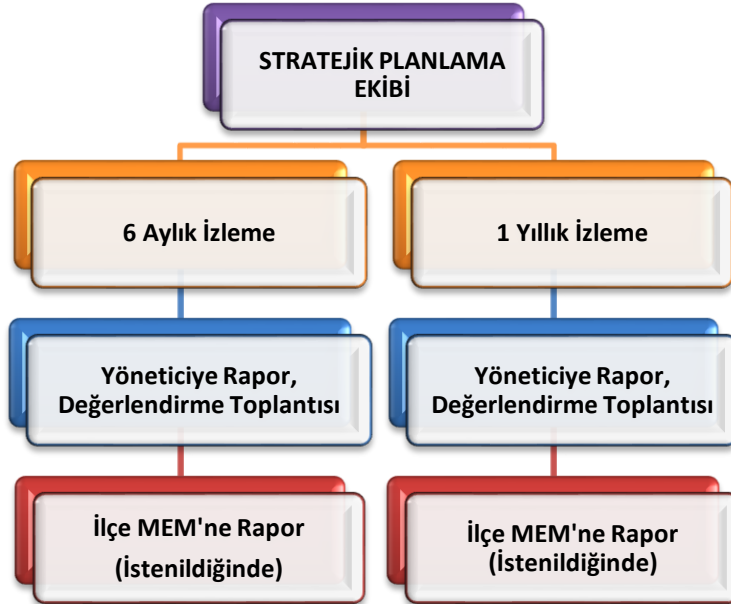 STRATEJİK PLANLAMA
EKİBİ
6 Aylık İzleme
1 Yıllık İzleme
Yöneticiye Rapor,
Değerlendirme Toplantısı
Yöneticiye Rapor,
Değerlendirme Toplantısı
İlçe MEM'ne Rapor
(İstenildiğinde)
İlçe MEM'ne Rapor
(İstenildiğinde)